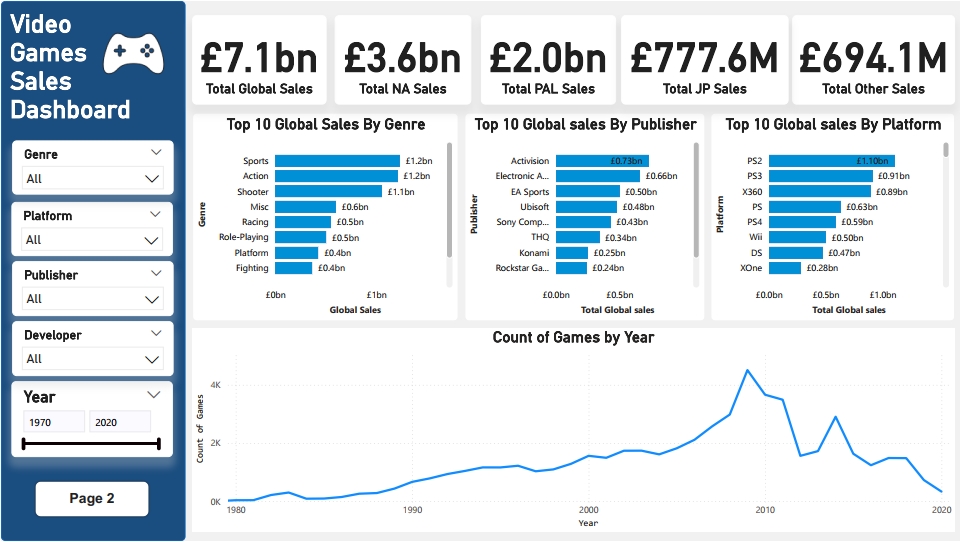 Video
Games
Sales
Dashboard
Genre
All
Platform
All
Publisher
All
Developer
All
Year
1970 2020
Page 2
£7.1bn
Total Global Sales
£3.6bn
Total NA Sales
£2.0bn
Total PAL Sales
£777.6M
Total JP Sales
£694.1M
Total Other Sales
Top 10 Global Sales By Genre
Genre
Sports £1.2bn
Action £1.2bn
Shooter £1.1bn
Misc £0.6bn
Racing £0.5bn
Role-Playing £0.5bn
Platform £0.4bn
Fighting £0.4bn
£0bn £1bn
Global Sales
Top 10 Global sales By Publisher
Publisher
Activision £0.73bn
Electronic A... £0.66bn
EA Sports £0.50bn
Ubisoft £0.48bn
Sony Comp... £0.43bn
THQ £0.34bn
Konami £0.25bn
Rockstar Ga... £0.24bn
£0.0bn £0.5bn
Total Global sales
Top 10 Global sales By Platform
Platform
PS2 £1.10bn
PS3 £0.91bn
X360 £0.89bn
PS £0.63bn
PS4 £0.59bn
Wii £0.50bn
DS £0.47bn
XOne £0.28bn
£0.0bn £0.5bn £1.0bn
Total Global sales
Count of Games by Year
Count of Games
4K
2K
0K
1980 1990 2000 2010 2020
Year